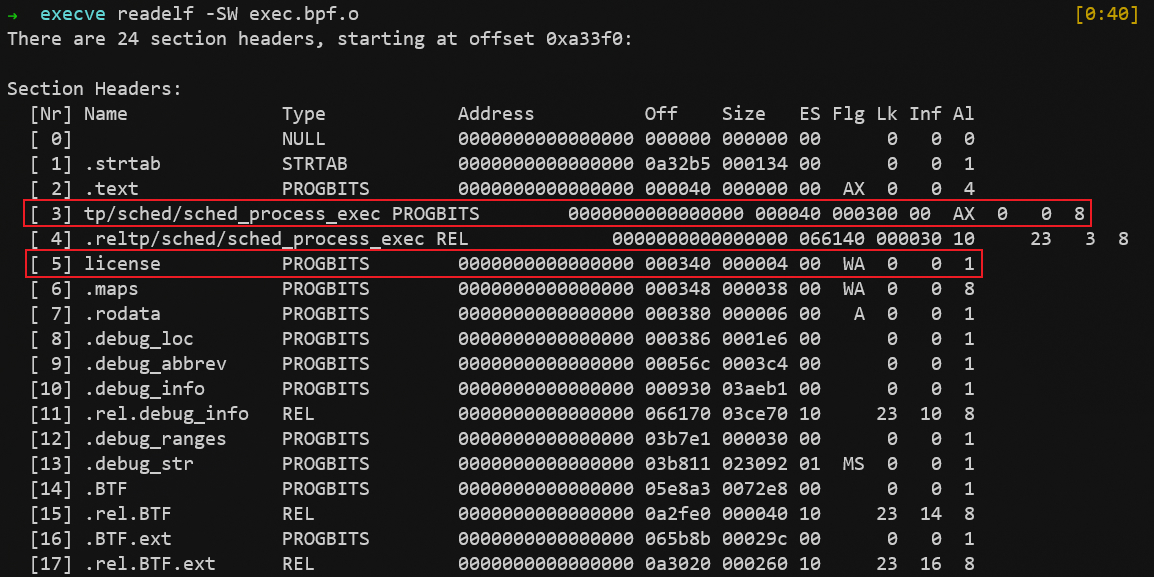 →  execve readelf -SW exec.bpf.o [0:40]
There are 24 section headers, starting at offset 0xa33f0:
Section Headers:
[Nr] Name Type Address Off Size ES Flg Lk Inf Al
[ 0] NULL 0000000000000000 000000 000000 00 0 0 0
[ 1] .strtab STRTAB 0000000000000000 0a32b5 000134 00 0 0 1
[ 2] .text PROGBITS 0000000000000000 000040 000000 00 AX 0 0 4
[ 3] tp/sched/sched_process_exec PROGBITS 0000000000000000 000040 000300 00 AX 0 0 8
[ 4] .reltp/sched/sched_process_exec REL 0000000000000000 066140 000030 10 23 3 8
[ 5] license PROGBITS 0000000000000000 000340 000004 00 WA 0 0 1
[ 6] .maps PROGBITS 0000000000000000 000348 000038 00 WA 0 0 8
[ 7] .rodata PROGBITS 0000000000000000 000380 000006 00 A 0 0 1
[ 8] .debug_loc PROGBITS 0000000000000000 000386 0001e6 00 0 0 1
[ 9] .debug_abbrev PROGBITS 0000000000000000 00056c 0003c4 00 0 0 1
[10] .debug_info PROGBITS 0000000000000000 000930 03aeb1 00 0 0 1
[11] .rel.debug_info REL 0000000000000000 066170 03ce70 10 23 10 8
[12] .debug_ranges PROGBITS 0000000000000000 03b7e1 000030 00 0 0 1
[13] .debug_str PROGBITS 0000000000000000 03b811 023092 01 MS 0 0 1
[14] .BTF PROGBITS 0000000000000000 05e8a3 0072e8 00 0 0 1
[15] .rel.BTF REL 0000000000000000 0a2fe0 000040 10 23 14 8
[16] .BTF.ext PROGBITS 0000000000000000 065b8b 00029c 00 0 0 1
[17] .rel.BTF.ext REL 0000000000000000 0a3020 000260 10 23 16 8